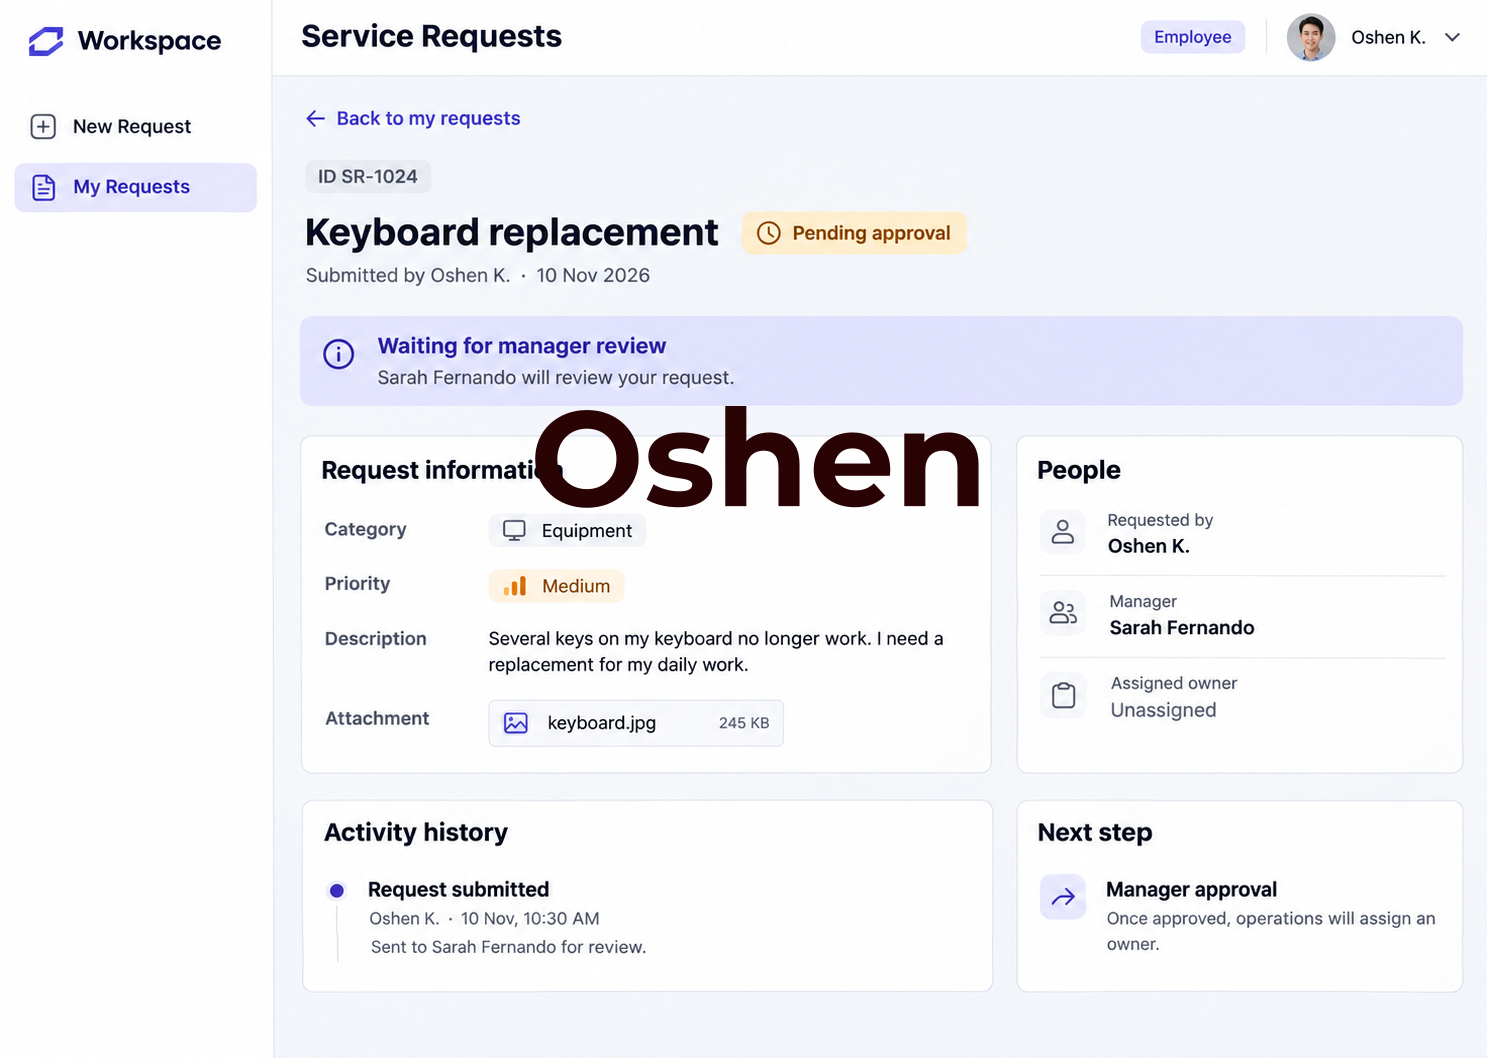 Workspace
New Request
My Requests
Service Requests
Employee
Oshen K.
Back to my requests
ID SR-1024
Keyboard replacement
Pending approval
Submitted by Oshen K. · 10 Nov 2026
Waiting for manager review
Sarah Fernando will review your request.
Oshen
Request information
Category
Equipment
Priority
Medium
Description
Several keys on my keyboard no longer work. I need a
replacement for my daily work.
Attachment
keyboard.jpg
245 KB
People
Requested by
Oshen K.
Manager
Sarah Fernando
Assigned owner
Unassigned
Activity history
Request submitted
Oshen K. · 10 Nov, 10:30 AM
Sent to Sarah Fernando for review.
Next step
Manager approval
Once approved, operations will assign an
owner.